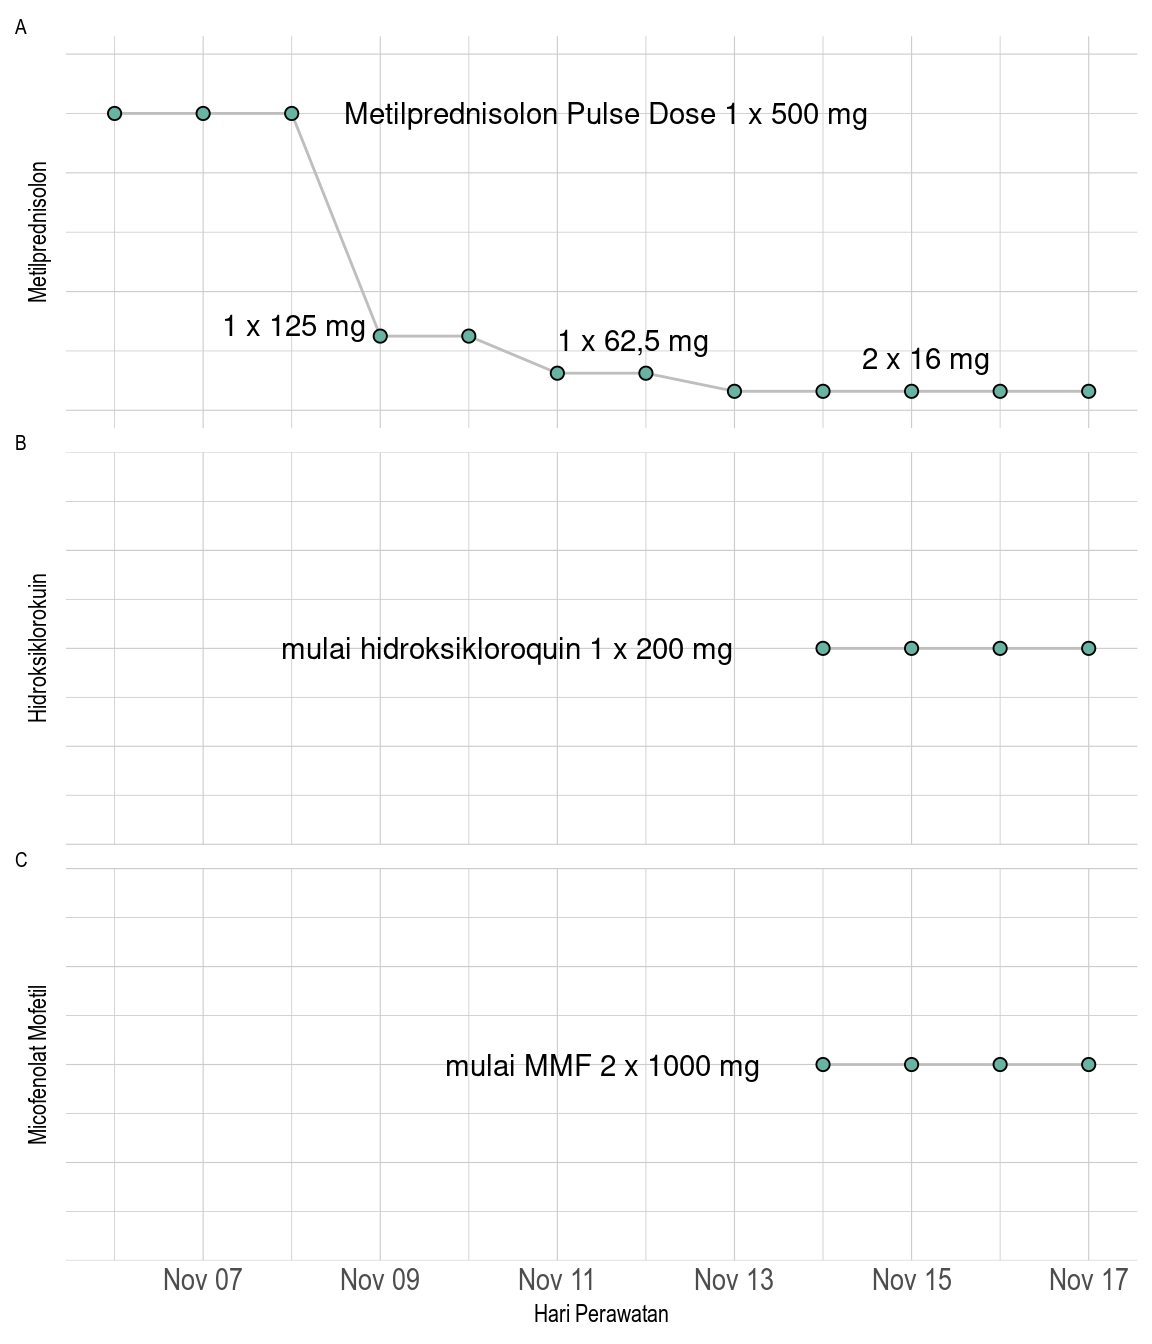 A
Metilprednisolon
Metilprednisolon Pulse Dose 1 x 500 mg
1 x 125 mg
1 x 62,5 mg
2 x 16 mg
B
Hidroksiklorokuin
mulai hidroksikloroquin 1 x 200 mg
C
Micofenolat Mofetil
mulai MMF 2 x 1000 mg
Nov 07 Nov 09 Nov 11 Nov 13 Nov 15 Nov 17
Hari Perawatan